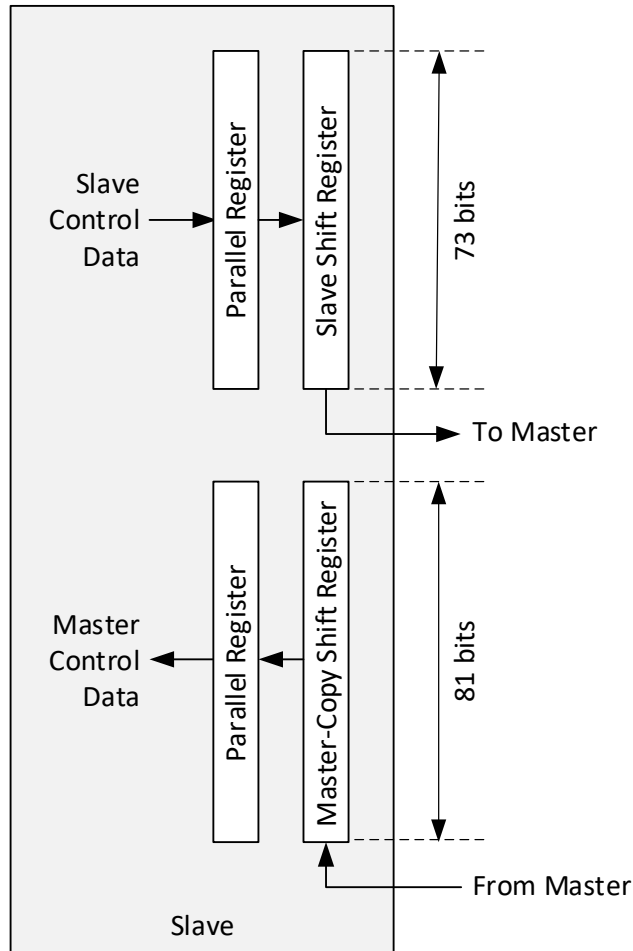 Slave
Control
Data
Parallel Register
Slave Shift Register
73 bits
To Master
Master
Control
Data
Parallel Register
Master-Copy Shift Register
81 bits
From Master
Slave